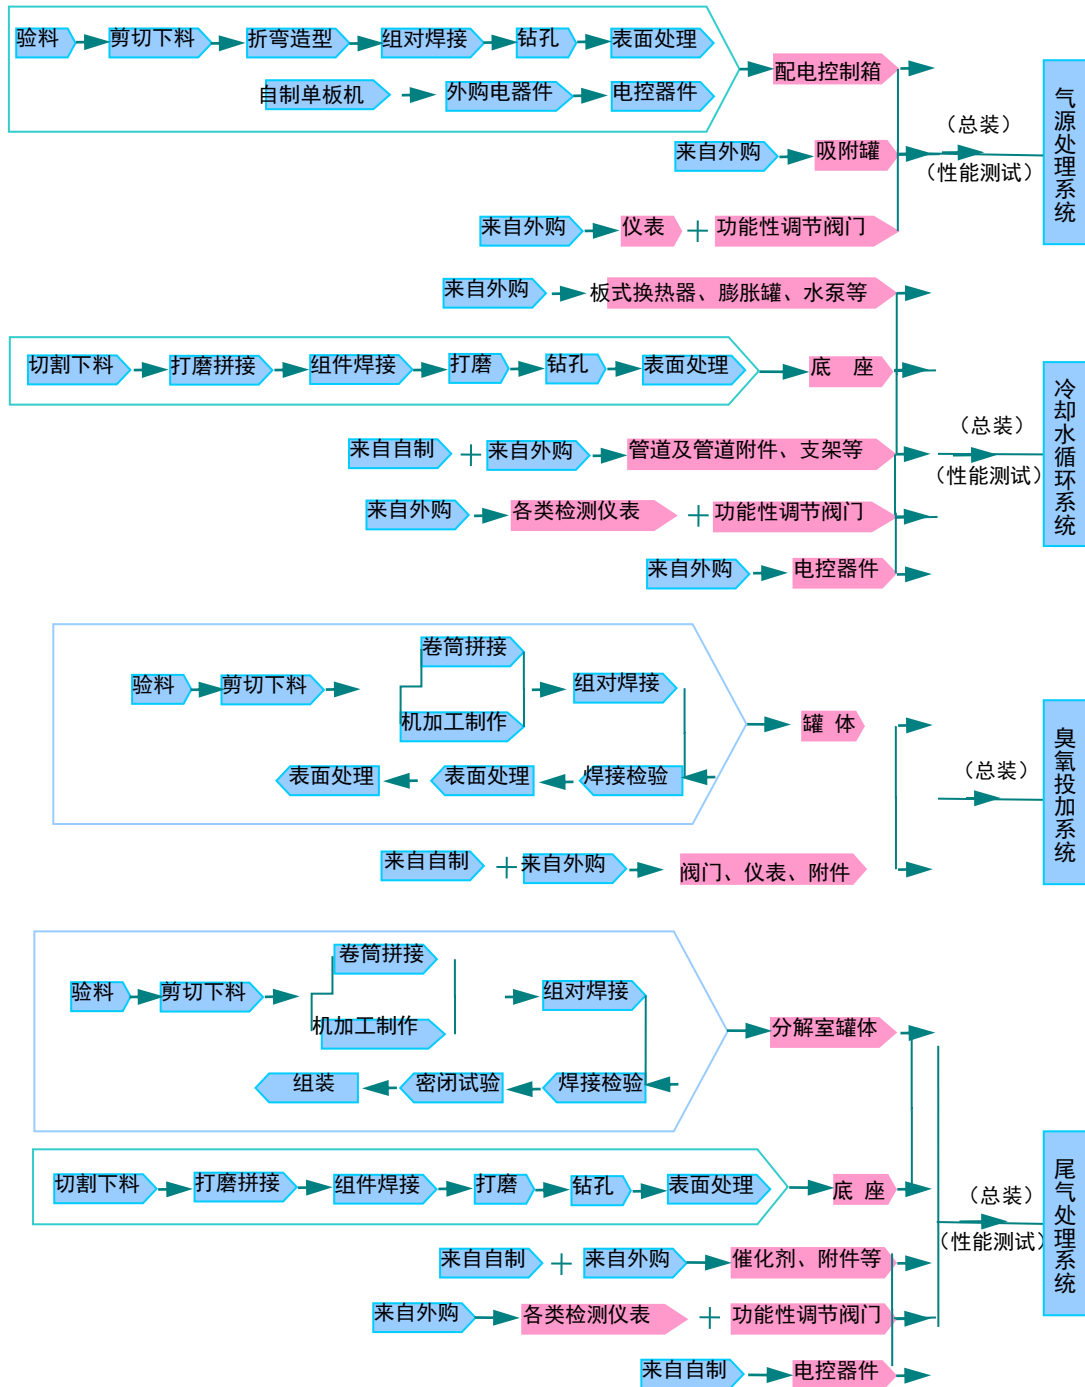 验料 剪切下料 折弯造型 组对焊接 钻孔 表面处理
自制单板机 外购电器件 电控器件
配电控制箱
来自外购 吸附罐
来自外购 仪表 + 功能性调节阀门
（总装）
（性能测试）
气源处理系统
来自外购 板式换热器、膨胀罐、水泵等
切割下料 打磨拼接 组件焊接 打磨 钻孔 表面处理 底 座
来自自制 + 来自外购 管道及管道附件、支架等
来自外购 各类检测仪表 + 功能性调节阀门
来自外购 电控器件
（总装）
（性能测试）
冷却水循环系统
卷筒拼接
验料 剪切下料 组对焊接
机加工制作
表面处理 表面处理 焊接检验
罐 体
来自自制 + 来自外购 阀门、仪表、附件
（总装）
臭氧投加系统
卷筒拼接
验料 剪切下料 组对焊接
机加工制作
组装 密闭试验 焊接检验
分解室罐体
切割下料 打磨拼接 组件焊接 打磨 钻孔 表面处理 底 座
来自自制 + 来自外购 催化剂、附件等
来自外购 各类检测仪表 + 功能性调节阀门
来自自制 电控器件
（总装）
（性能测试）
尾气处理系统